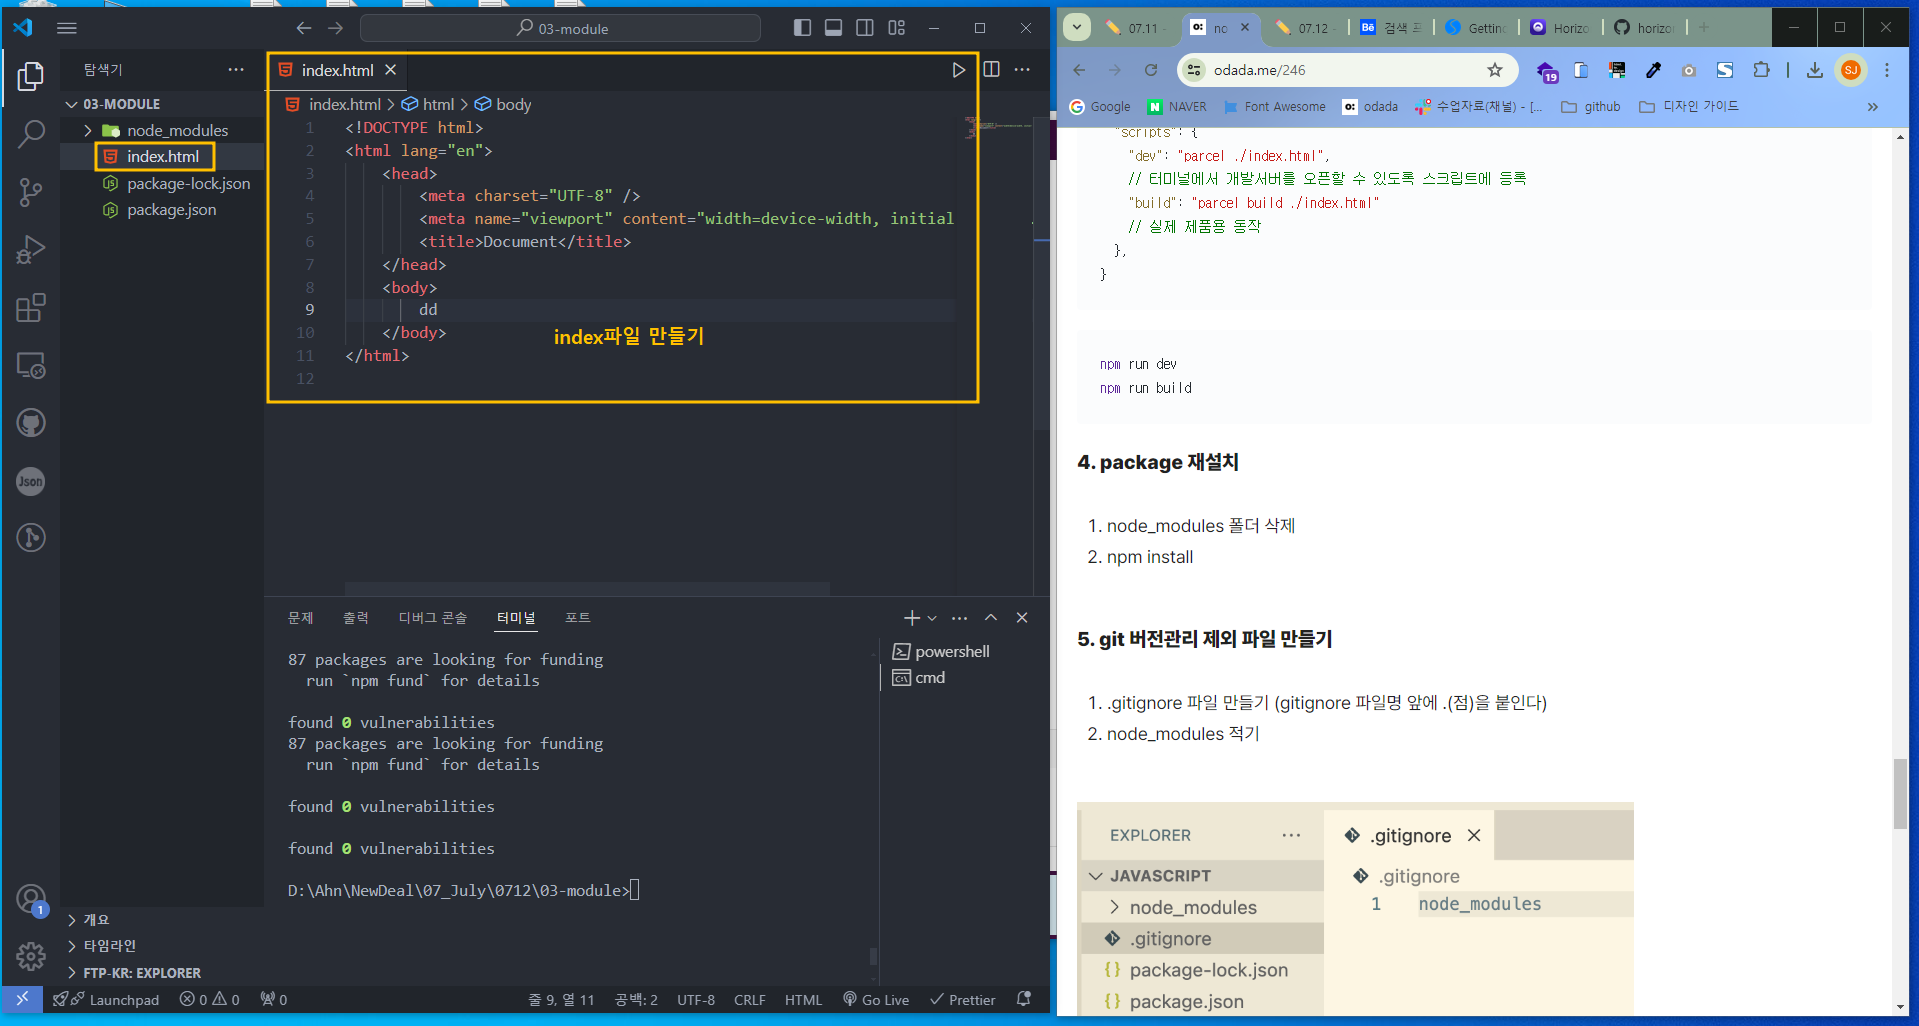 03-module
탐색기
03-MODULE
node_modules
index.html
package-lock.json
package.json
index.html
index.html > html > body
1 <!DOCTYPE html>
2 <html lang="en">
3 <head>
4 <meta charset="UTF-8" />
5 <meta name="viewport" content="width=device-width, initial
6 <title>Document</title>
7 </head>
8 <body>
9 dd
10 </body>
11 </html>
12
index파일 만들기
문제 출력 디버그 콘솔 터미널 포트
87 packages are looking for funding
run `npm fund` for details
found 0 vulnerabilities
87 packages are looking for funding
run `npm fund` for details
found 0 vulnerabilities
found 0 vulnerabilities
D:\Ahn\NewDeal\07_July\0712\03-module>
powershell
cmd
Json
1
개요
타임라인
FTP-KR: EXPLORER
Launchpad 0 0 0 줄 9, 열 11 공백: 2 UTF-8 CRLF HTML Go Live Prettier
07.11 - no 07.12 - Bē 검색 프 Getting Horizo horizon
odada.me/246
19
SJ
Google NAVER Font Awesome odada 수업자료(채널) - [... github 디자인 가이드
"scripts": {
"dev": "parcel ./index.html",
// 터미널에서 개발서버를 오픈할 수 있도록 스크립트에 등록
"build": "parcel build ./index.html"
// 실제 제품용 동작
},
}
npm run dev
npm run build
4. package 재설치
1. node_modules 폴더 삭제
2. npm install
5. git 버전관리 제외 파일 만들기
1. .gitignore 파일 만들기 (gitignore 파일명 앞에 .(점)을 붙인다)
2. node_modules 적기
EXPLORER
JAVASCRIPT
node_modules
.gitignore
package-lock.json
package.json
.gitignore
.gitignore
1 node_modules